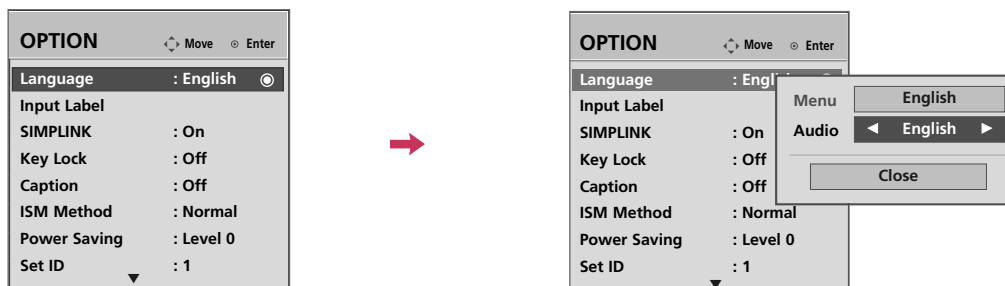 OPTION Move Enter
Language : English
Input Label
SIMPLINK : On
Key Lock : Off
Caption : Off
ISM Method : Normal
Power Saving : Level 0
Set ID : 1
OPTION Move Enter
Language : Engl
Input Label
SIMPLINK : On
Key Lock : Off
Caption : Off
ISM Method : Normal
Power Saving : Level 0
Set ID : 1
Menu English
Audio ◀ English ▶
Close